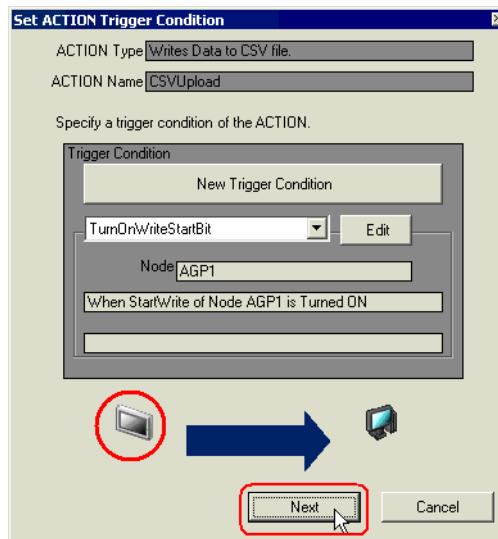 Set ACTION Trigger Condition
ACTION Type Writes Data to CSV file.
ACTION Name CSVUpload
Specify a trigger condition of the ACTION.
Trigger Condition
New Trigger Condition
TurnOnWriteStartBit Edit
Node AGP1
When StartWrite of Node AGP1 is Turned ON
Next Cancel